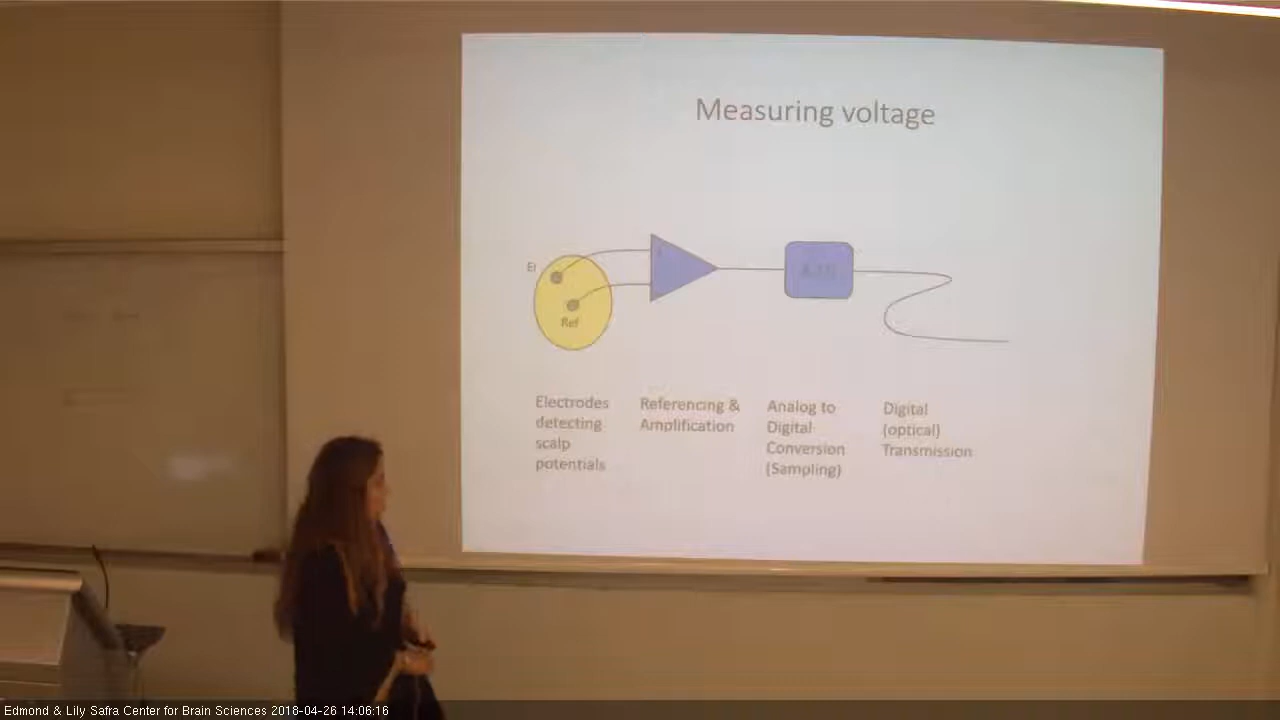 Measuring voltage
El
Ref
Electrodes
detecting
scalp
potentials
Referencing &
Amplification
Analog to
Digital
Conversion
(Sampling)
Digital
(optical)
Transmission
Edmond & Lily Safra Center for Brain Sciences 2018-04-26 14:06:16